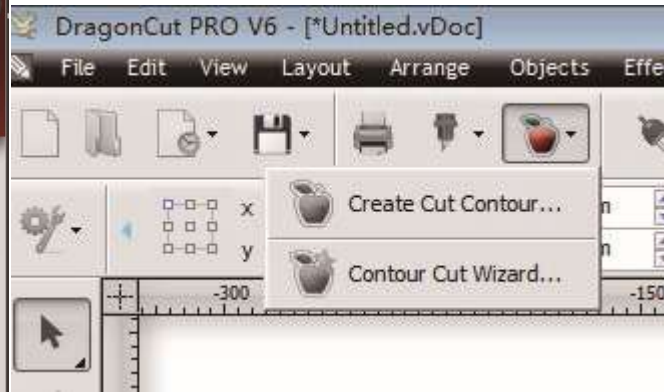 DragonCut PRO V6 - [*Untitled.vDoc]
File Edit View Layout Arrange Objects Effe
Create Cut Contour...
x
Contour Cut Wizard...
y
-300 -150